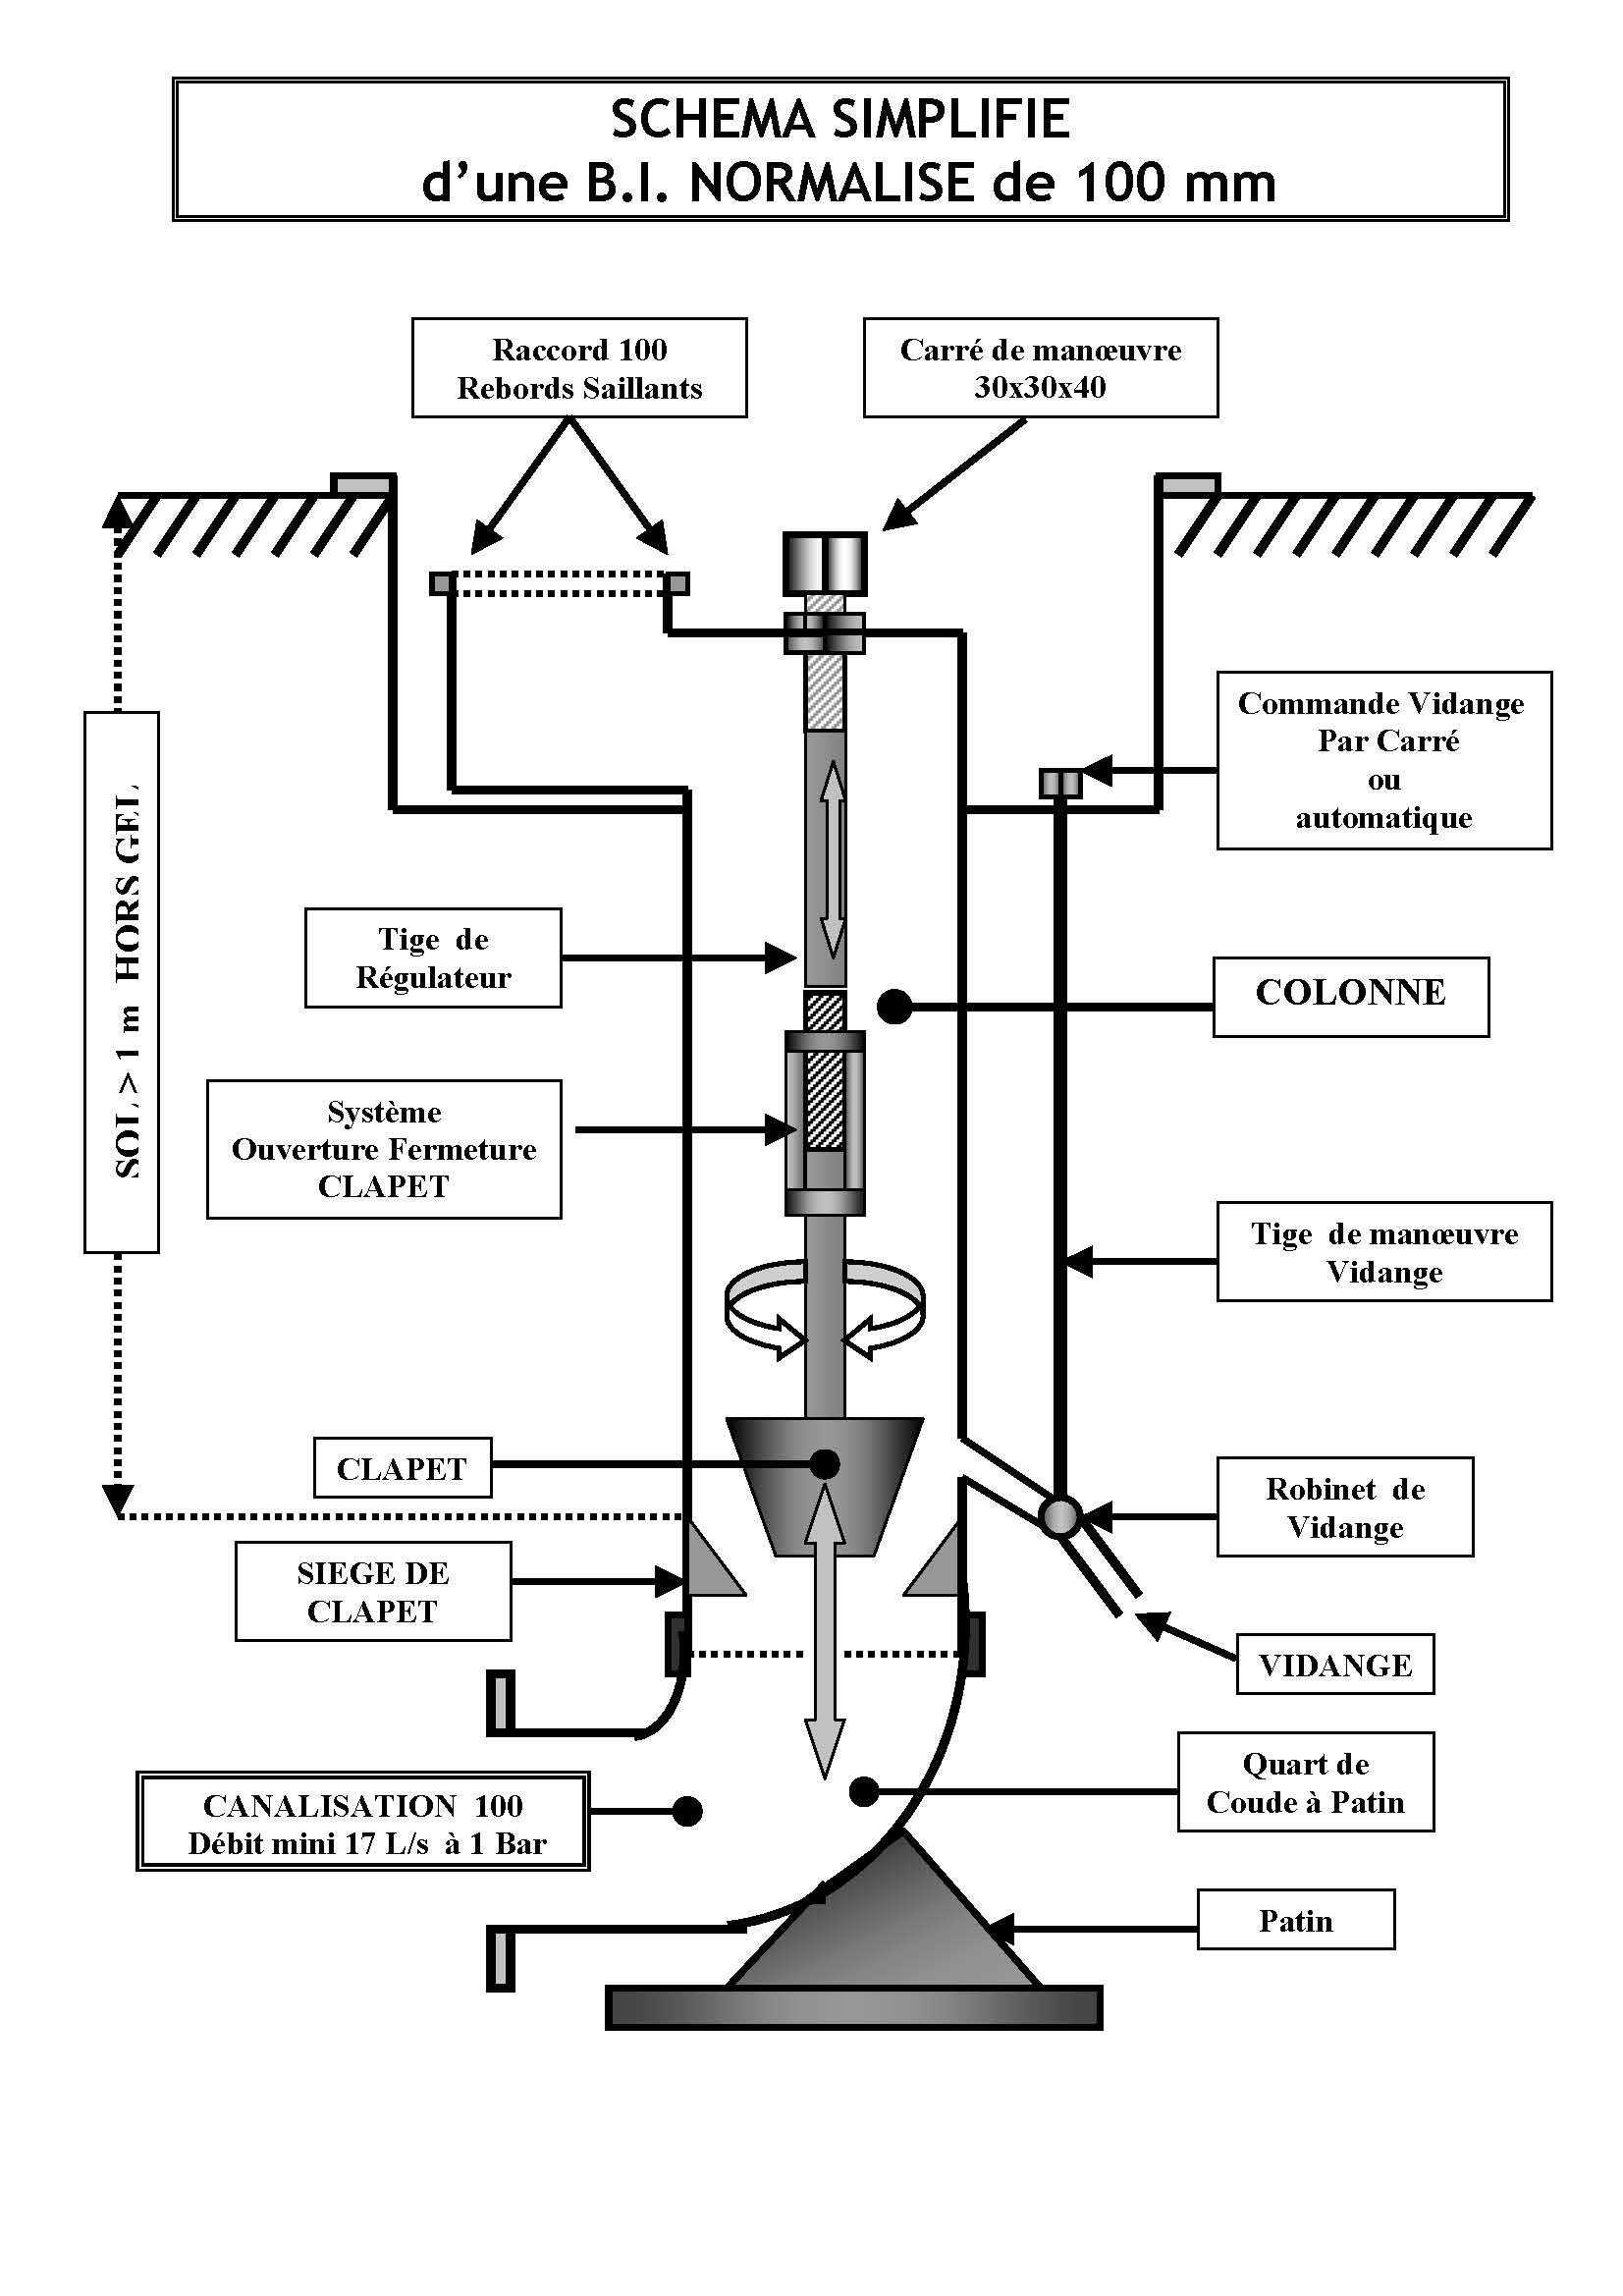 SCHEMA SIMPLIFIE
d’une B.I. NORMALISE de 100 mm
Raccord 100
Rebords Saillants
Carré de manœuvre
30x30x40
Commande Vidange
Par Carré
ou
automatique
SOL > 1 m HORS GEL
Tige de
Régulateur
COLONNE
Système
Ouverture Fermeture
CLAPET
Tige de manœuvre
Vidange
CLAPET
Robinet de
Vidange
SIEGE DE
CLAPET
VIDANGE
Quart de
Coude à Patin
CANALISATION 100
Débit mini 17 L/s à 1 Bar
Patin